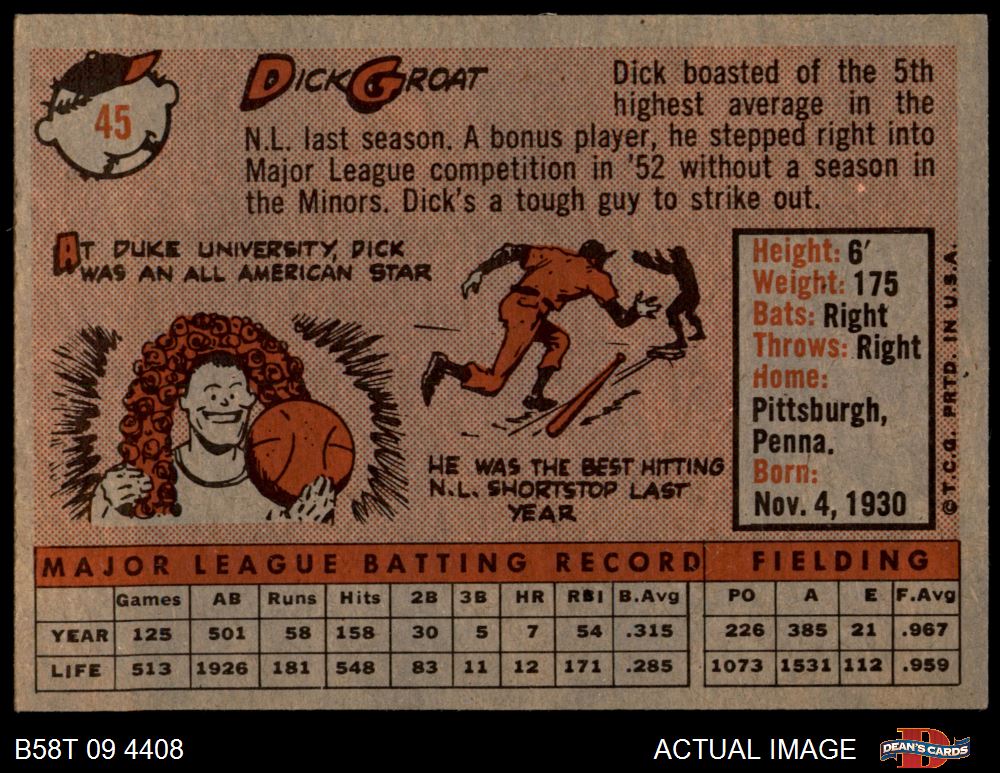 45
DICK GROAT
Dick boasted of the 5th
highest average in the
N.L. last season. A bonus player, he stepped right into
Major League competition in '52 without a season in
the Minors. Dick's a tough guy to strike out.
AT DUKE UNIVERSITY, DICK
WAS AN ALL AMERICAN STAR
HE WAS THE BEST HITTING
N.L. SHORTSTOP LAST
YEAR
Height: 6'
Weight: 175
Bats: Right
Throws: Right
Home:
Pittsburgh,
Penna.
Born:
Nov. 4, 1930
© T.C.G. PRTD. IN U.S.A.
MAJOR LEAGUE BATTING RECORD FIELDING
Games AB Runs Hits 2B 3B HR RBI B.Avg PO A E F.Avg
YEAR 125 501 58 158 30 5 7 54 .315 226 385 21 .967
LIFE 513 1926 181 548 83 11 12 171 .285 1073 1531 112 .959
B58T 09 4408 ACTUAL IMAGE DEAN'S CARDS